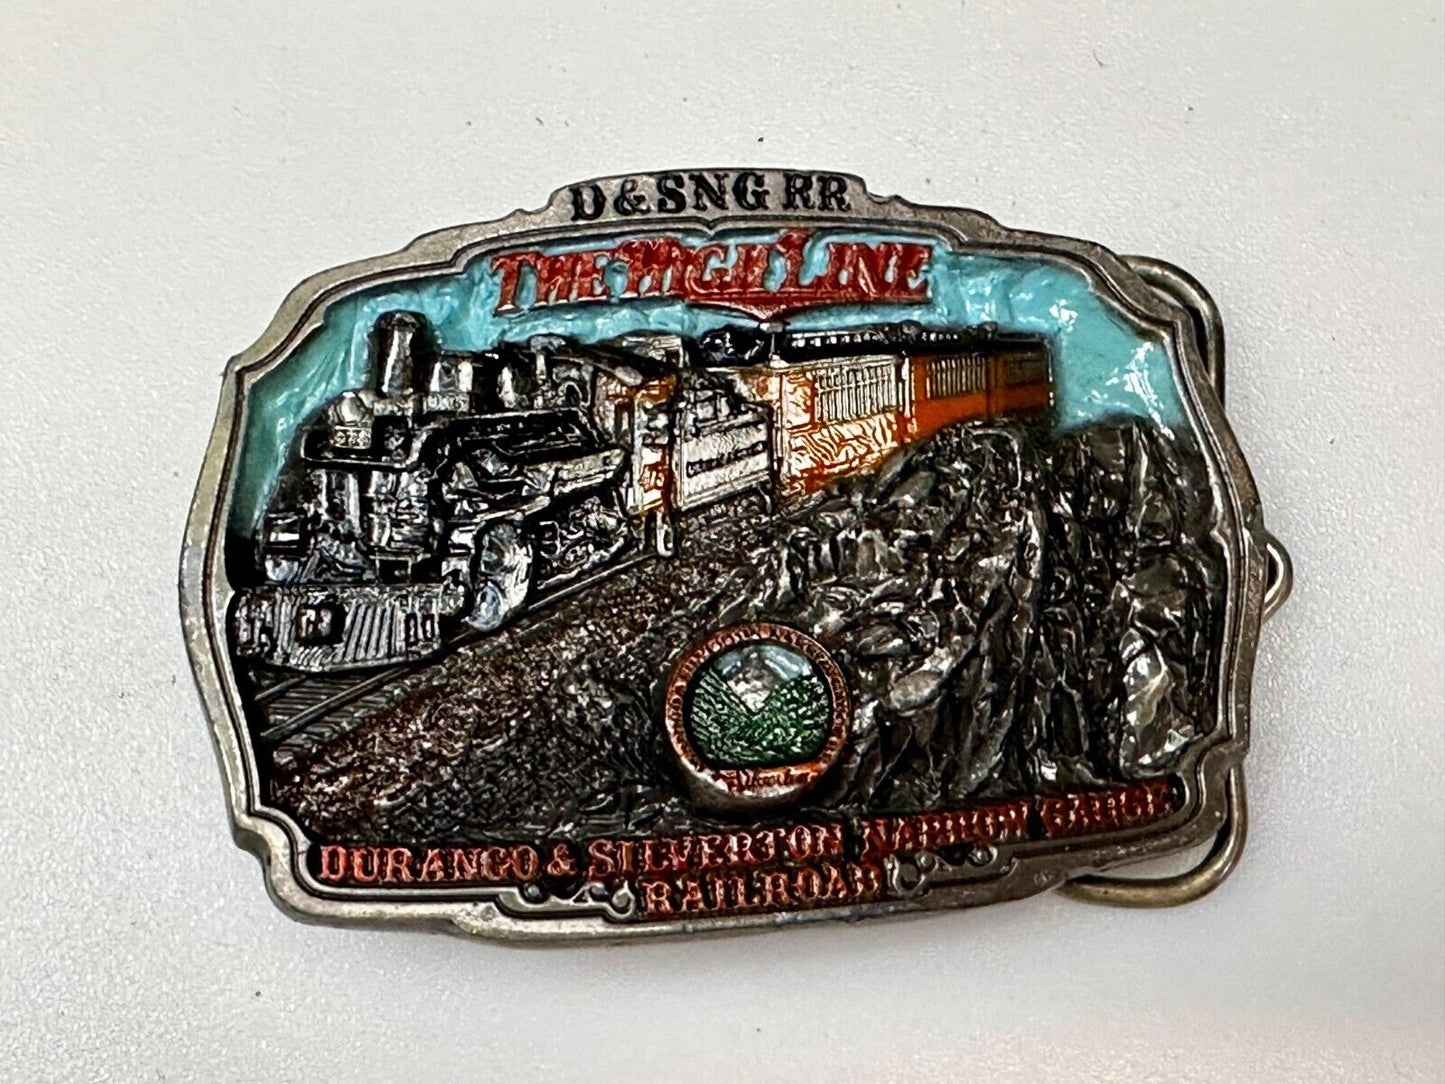 D&SNG RR
THE HIGH LINE
DURANGO & SILVERTON NARROW GAUGE
RAILROAD